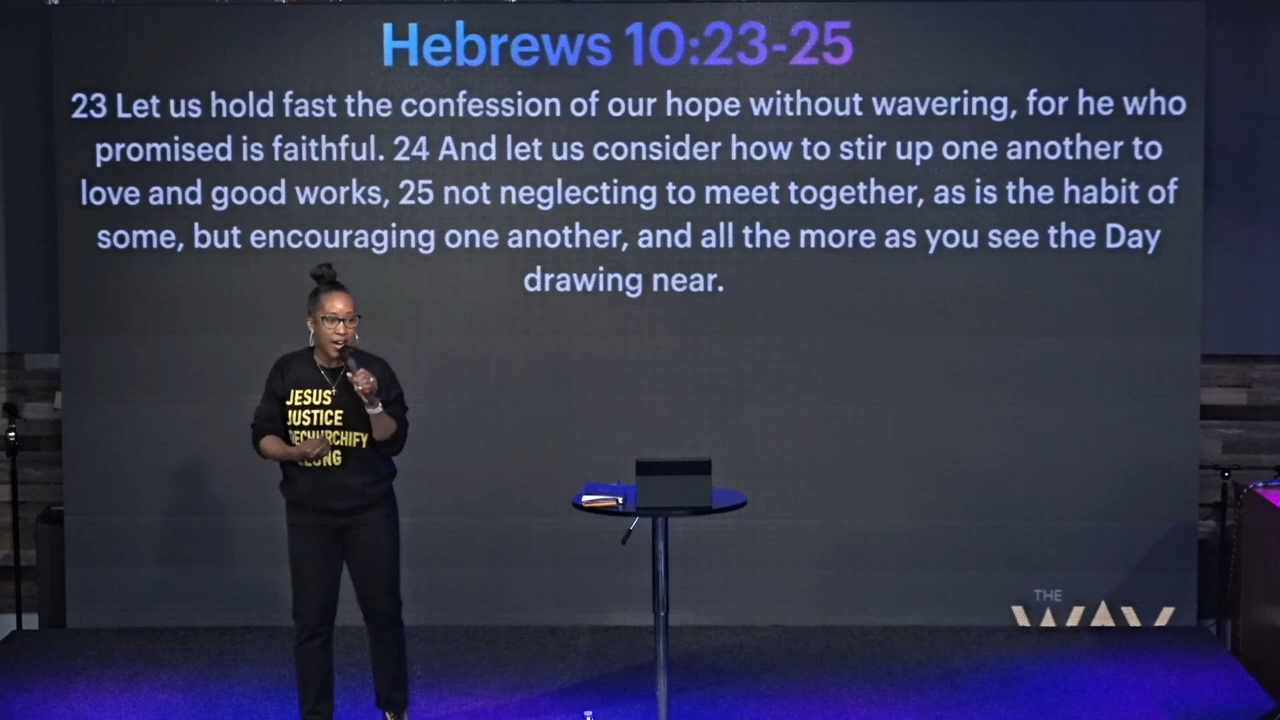 Hebrews 10:23-25
23 Let us hold fast the confession of our hope without wavering, for he who
promised is faithful. 24 And let us consider how to stir up one another to
love and good works, 25 not neglecting to meet together, as is the habit of
some, but encouraging one another, and all the more as you see the Day
drawing near.
JESUS'
JUSTICE
DECHURCHIFY
THE
WAY